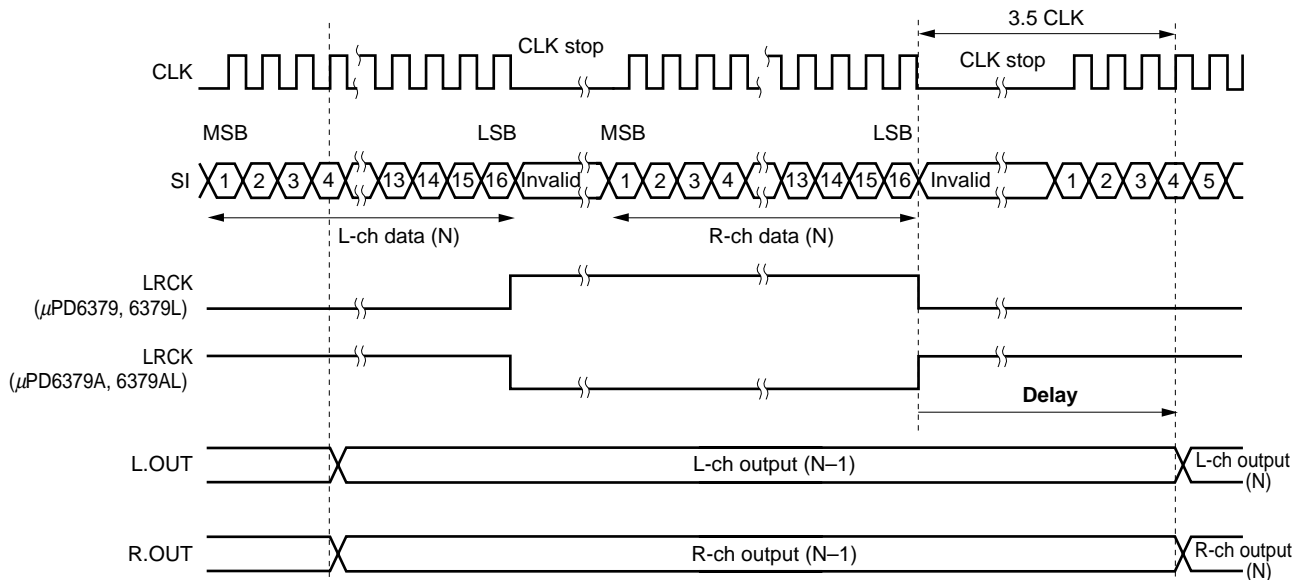 3.5 CLK
CLK
CLK stop
CLK stop
MSB
LSB
MSB
LSB
SI
1 2 3 4 13 14 15 16 Invalid 1 2 3 4 13 14 15 16 Invalid 1 2 3 4 5
L-ch data (N)
R-ch data (N)
LRCK
(μPD6379, 6379L)
LRCK
(μPD6379A, 6379AL)
Delay
L.OUT
L-ch output (N–1)
L-ch output
(N)
R.OUT
R-ch output (N–1)
R-ch output
(N)